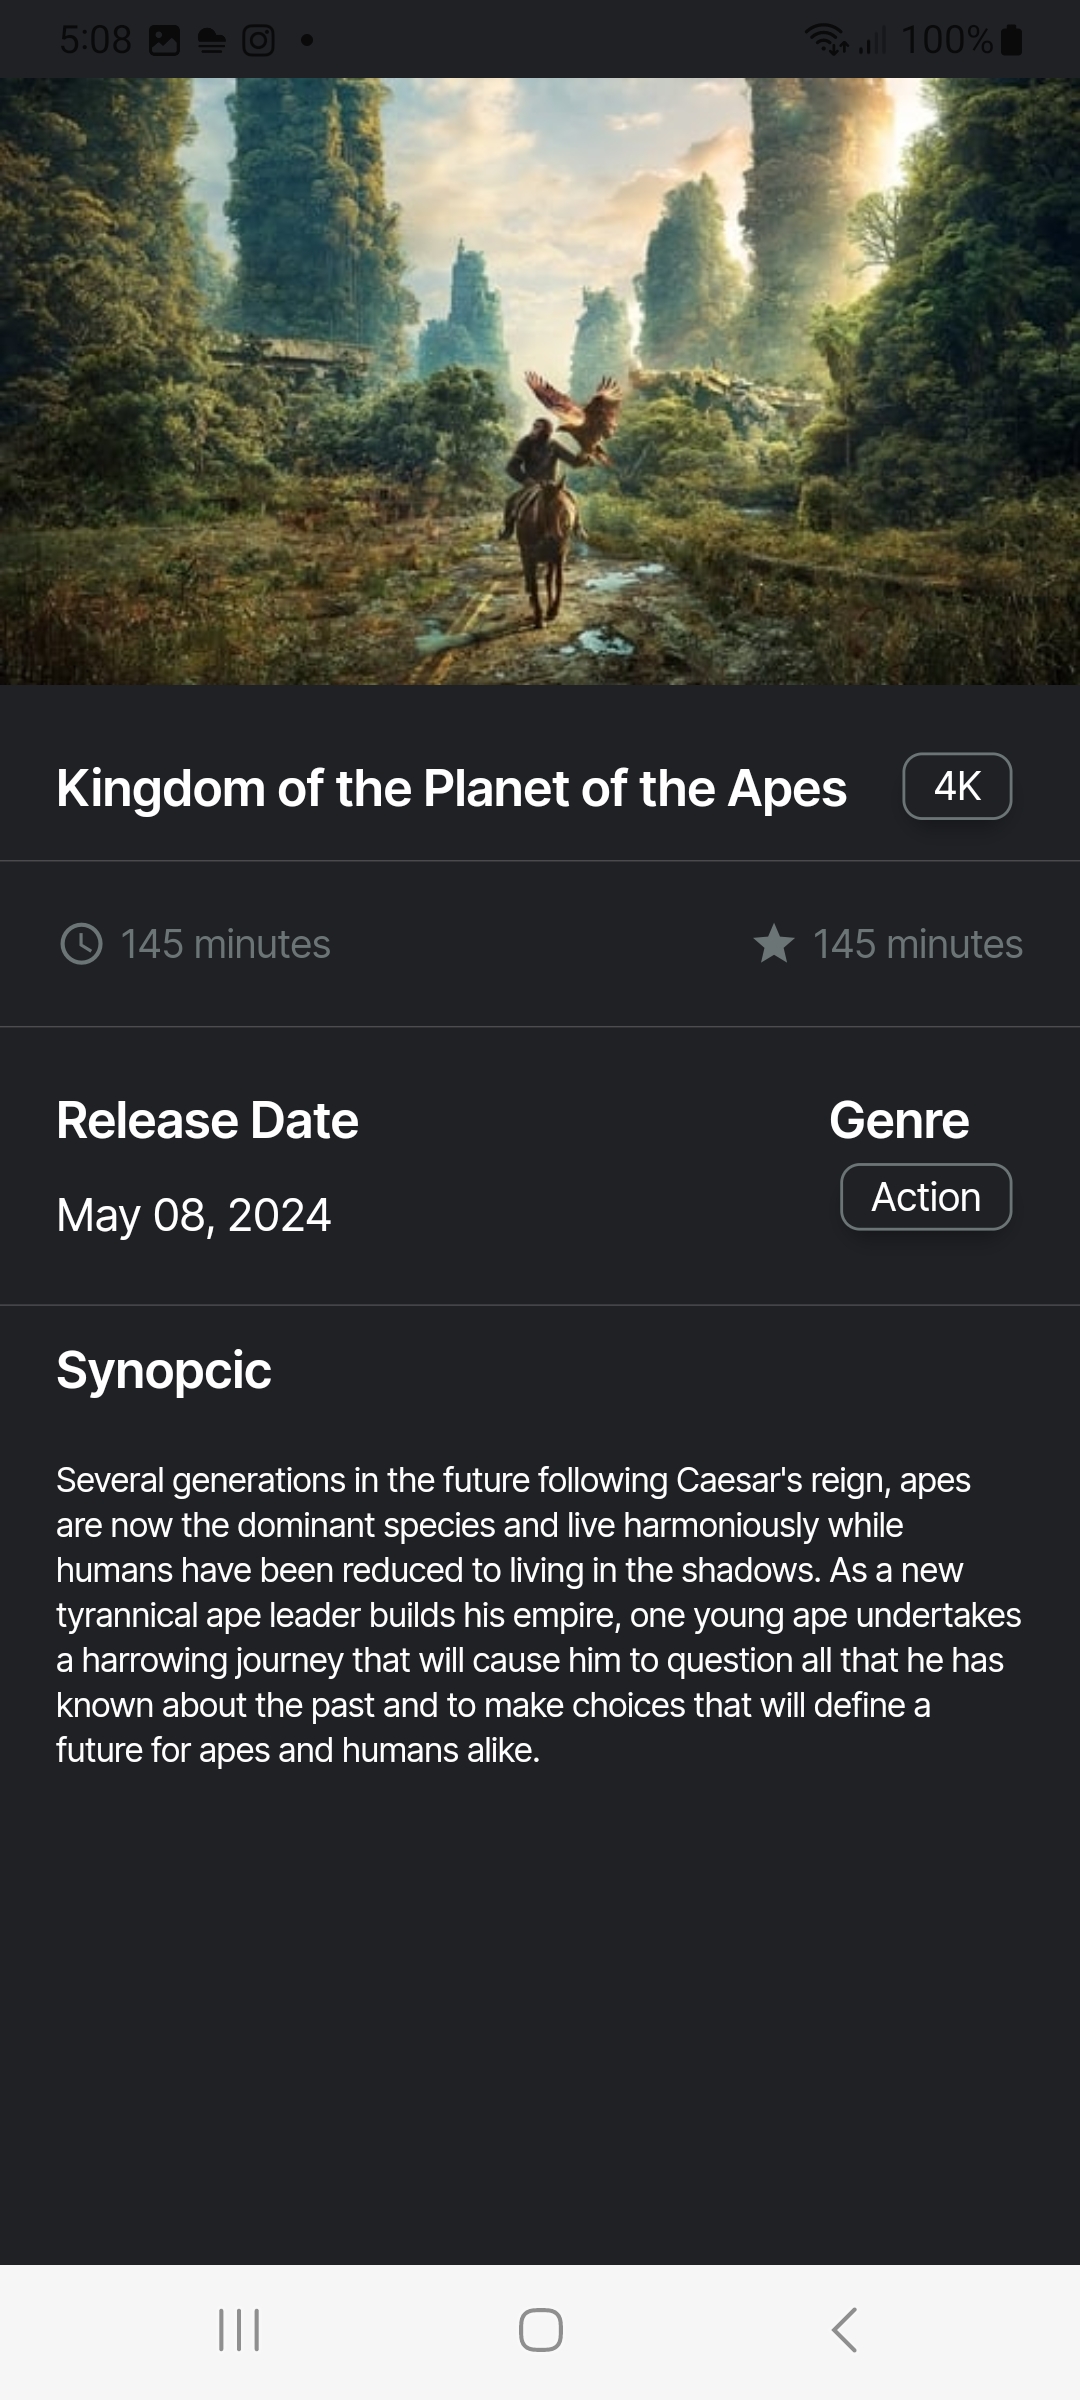 5:08 100%
Kingdom of the Planet of the Apes 4K
145 minutes 145 minutes
Release Date Genre
May 08, 2024 Action
Synopcic
Several generations in the future following Caesar's reign, apes
are now the dominant species and live harmoniously while
humans have been reduced to living in the shadows. As a new
tyrannical ape leader builds his empire, one young ape undertakes
a harrowing journey that will cause him to question all that he has
known about the past and to make choices that will define a
future for apes and humans alike.